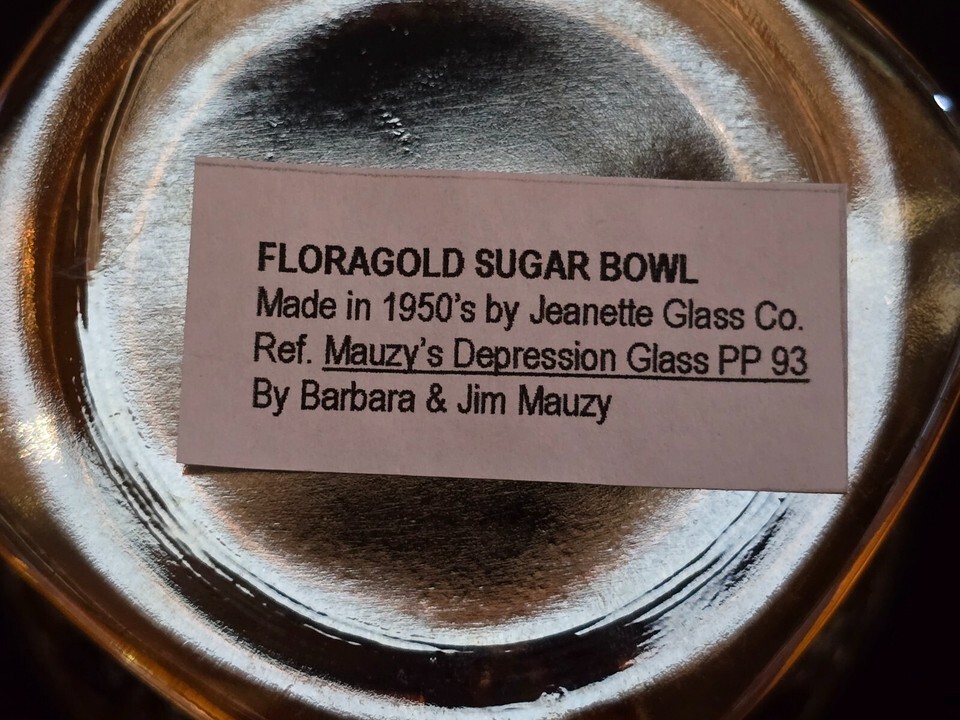 FLORAGOLD SUGAR BOWL
Made in 1950's by Jeanette Glass Co.
Ref. Mauzy's Depression Glass PP 93
By Barbara & Jim Mauzy